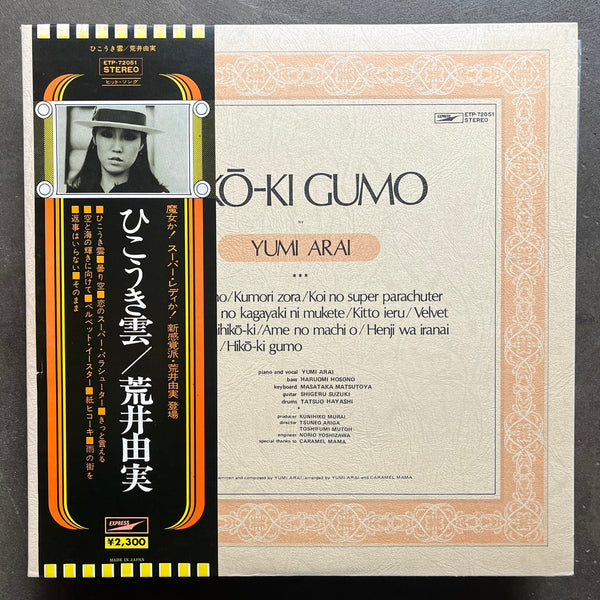 ひこうき雲/荒井由実
ETP-72051
STEREO
ヒット・ソング
魔女か!スーパー・レディか!新感覚派・荒井由実 登場
ひこうき雲/荒井由実
■ひこうき雲■曇り空■恋のスーパー・パラシューター■きっと言える
■空と海の輝きに向けて■ベルベット・イースター■紙ヒコーキ■雨の街を
■返事はいらない■そのまま
EXPRESS
¥2,300
MADE IN JAPAN
EXPRESS
ETP-72051
STEREO
KŌ-KI GUMO
by
YUMI ARAI
***
no/Kumori zora/Koi no super parachuter
no kagayaki ni mukete/Kitto ieru/Velvet
hikō-ki/Ame no machi o/Henji wa iranai
/Hikō-ki gumo
piano and vocal YUMI ARAI
bass HARUOMI HOSONO
keyboard MASATAKA MATSUTOYA
guitar SHIGERU SUZUKI
drums TATSUO HAYASHI
*
producer KUNIHIKO MURAI
director TSUNEO ARIGA
TOSHIFUMI MUTOH
engineer NORIO YOSHIZAWA
special thanks to CARAMEL MAMA
written and composed by YUMI ARAI, arranged by YUMI ARAI and CARAMEL MAMA